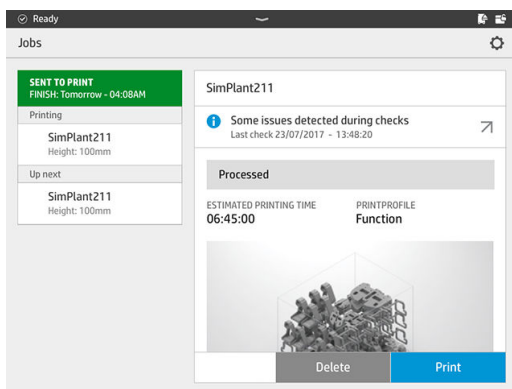 Ready
Jobs
SENT TO PRINT
FINISH: Tomorrow - 04:08AM
Printing
SimPlant211
Height: 100mm
Up next
SimPlant211
Height: 100mm
SimPlant211
Some issues detected during checks
Last check 23/07/2017 - 13:48:20
Processed
ESTIMATED PRINTING TIME
06:45:00
PRINTPROFILE
Function
Delete
Print